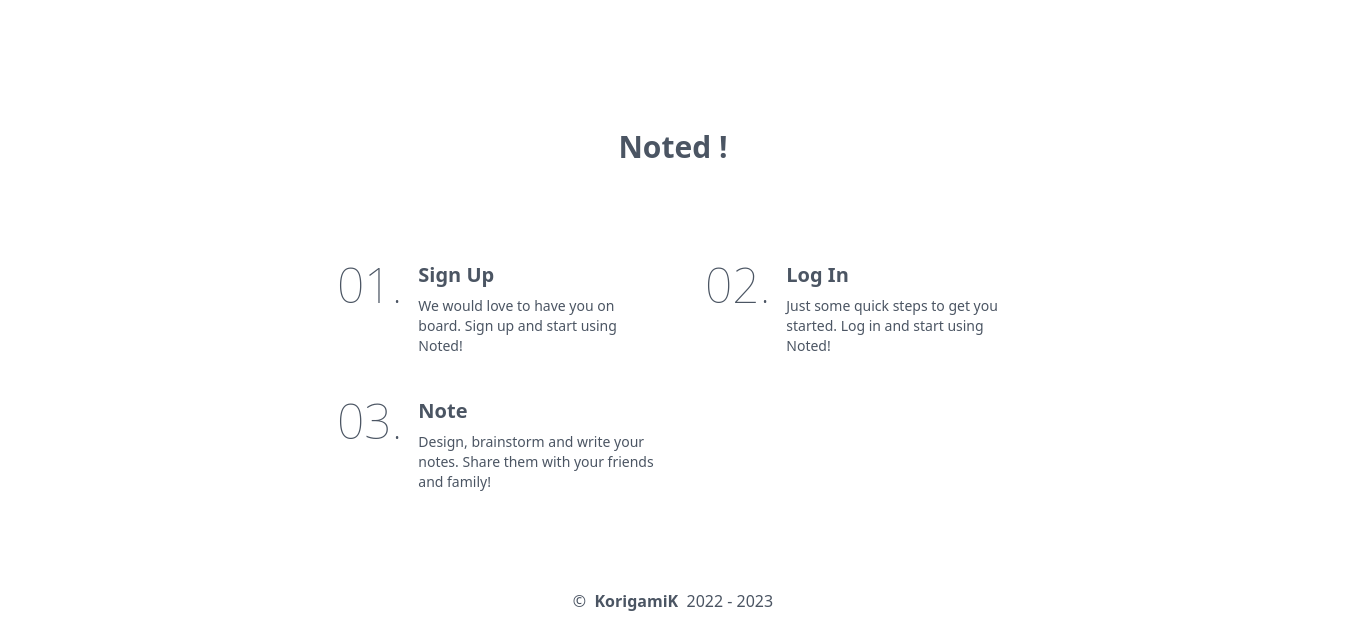 Noted !
01.
Sign Up
We would love to have you on
board. Sign up and start using
Noted!
02.
Log In
Just some quick steps to get you
started. Log in and start using
Noted!
03.
Note
Design, brainstorm and write your
notes. Share them with your friends
and family!
© KorigamiK 2022 - 2023